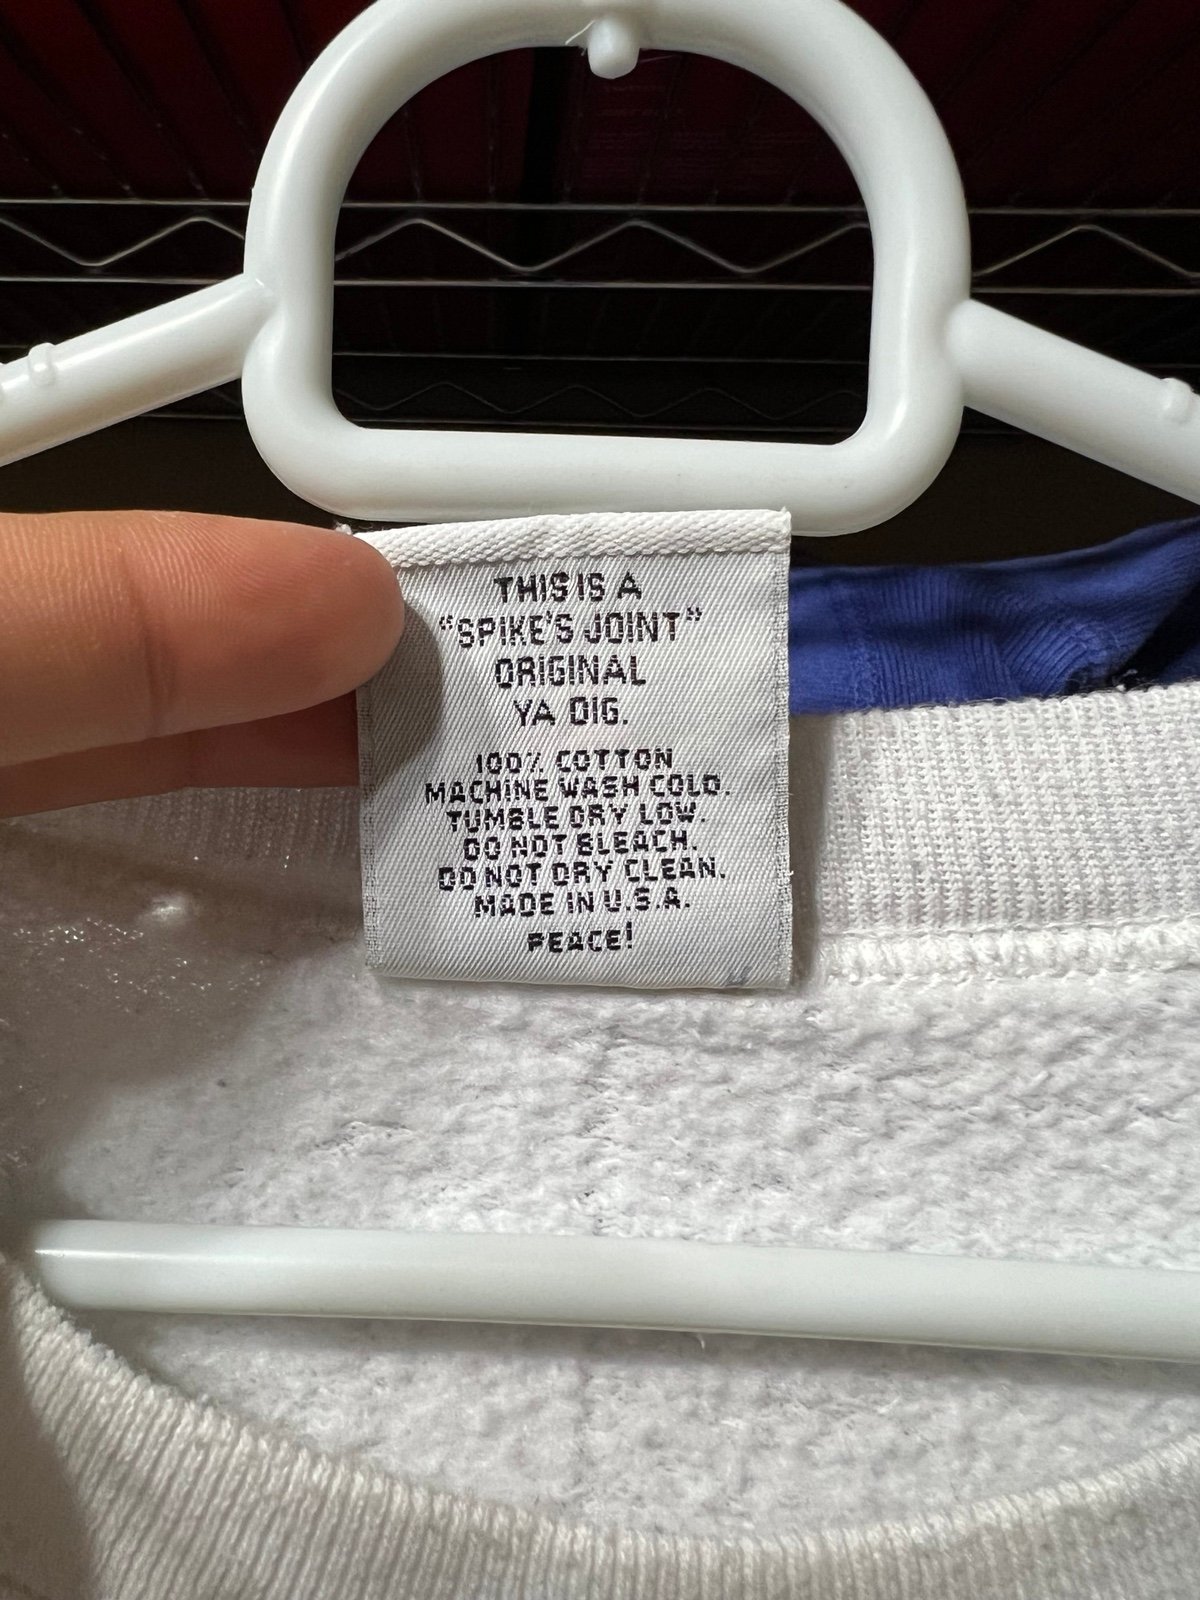 THIS IS A
"SPIKE'S JOINT"
ORIGINAL
YA DIG.
100% COTTON
MACHINE WASH COLD.
TUMBLE DRY LOW.
DO NOT BLEACH.
DO NOT DRY CLEAN.
MADE IN U.S.A.
PEACE!